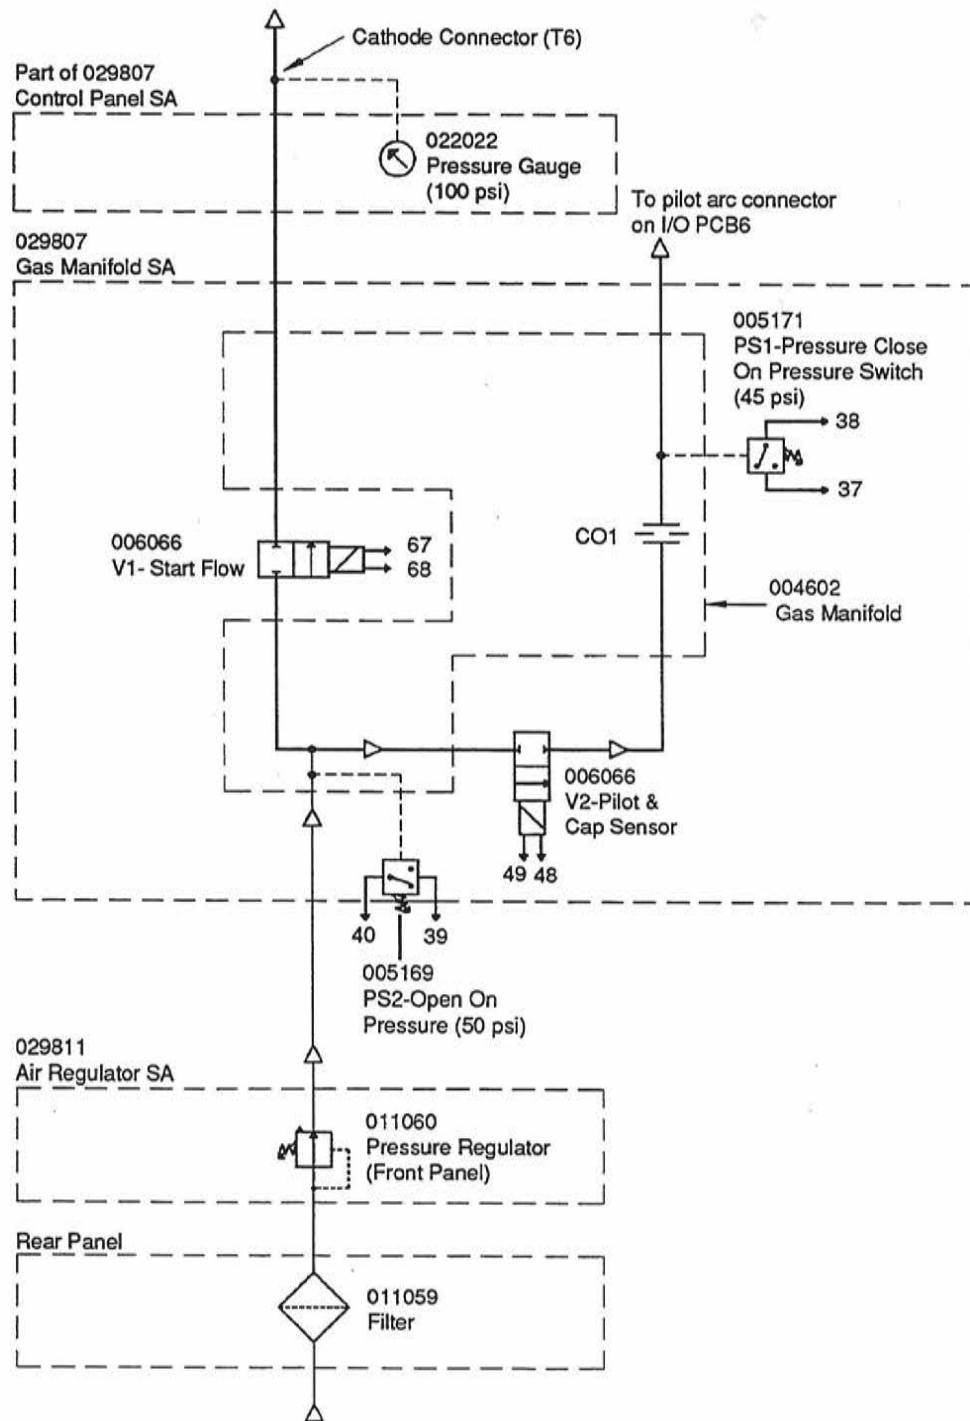 Cathode Connector (T6)
Part of 029807
Control Panel SA
022022
Pressure Gauge
(100 psi)
To pilot arc connector
on I/O PCB6
029807
Gas Manifold SA
005171
PS1-Pressure Close
On Pressure Switch
(45 psi)
38
37
006066
V1- Start Flow
67
68
CO1
004602
Gas Manifold
006066
V2-Pilot &
Cap Sensor
49 48
40 39
005169
PS2-Open On
Pressure (50 psi)
029811
Air Regulator SA
011060
Pressure Regulator
(Front Panel)
Rear Panel
011059
Filter